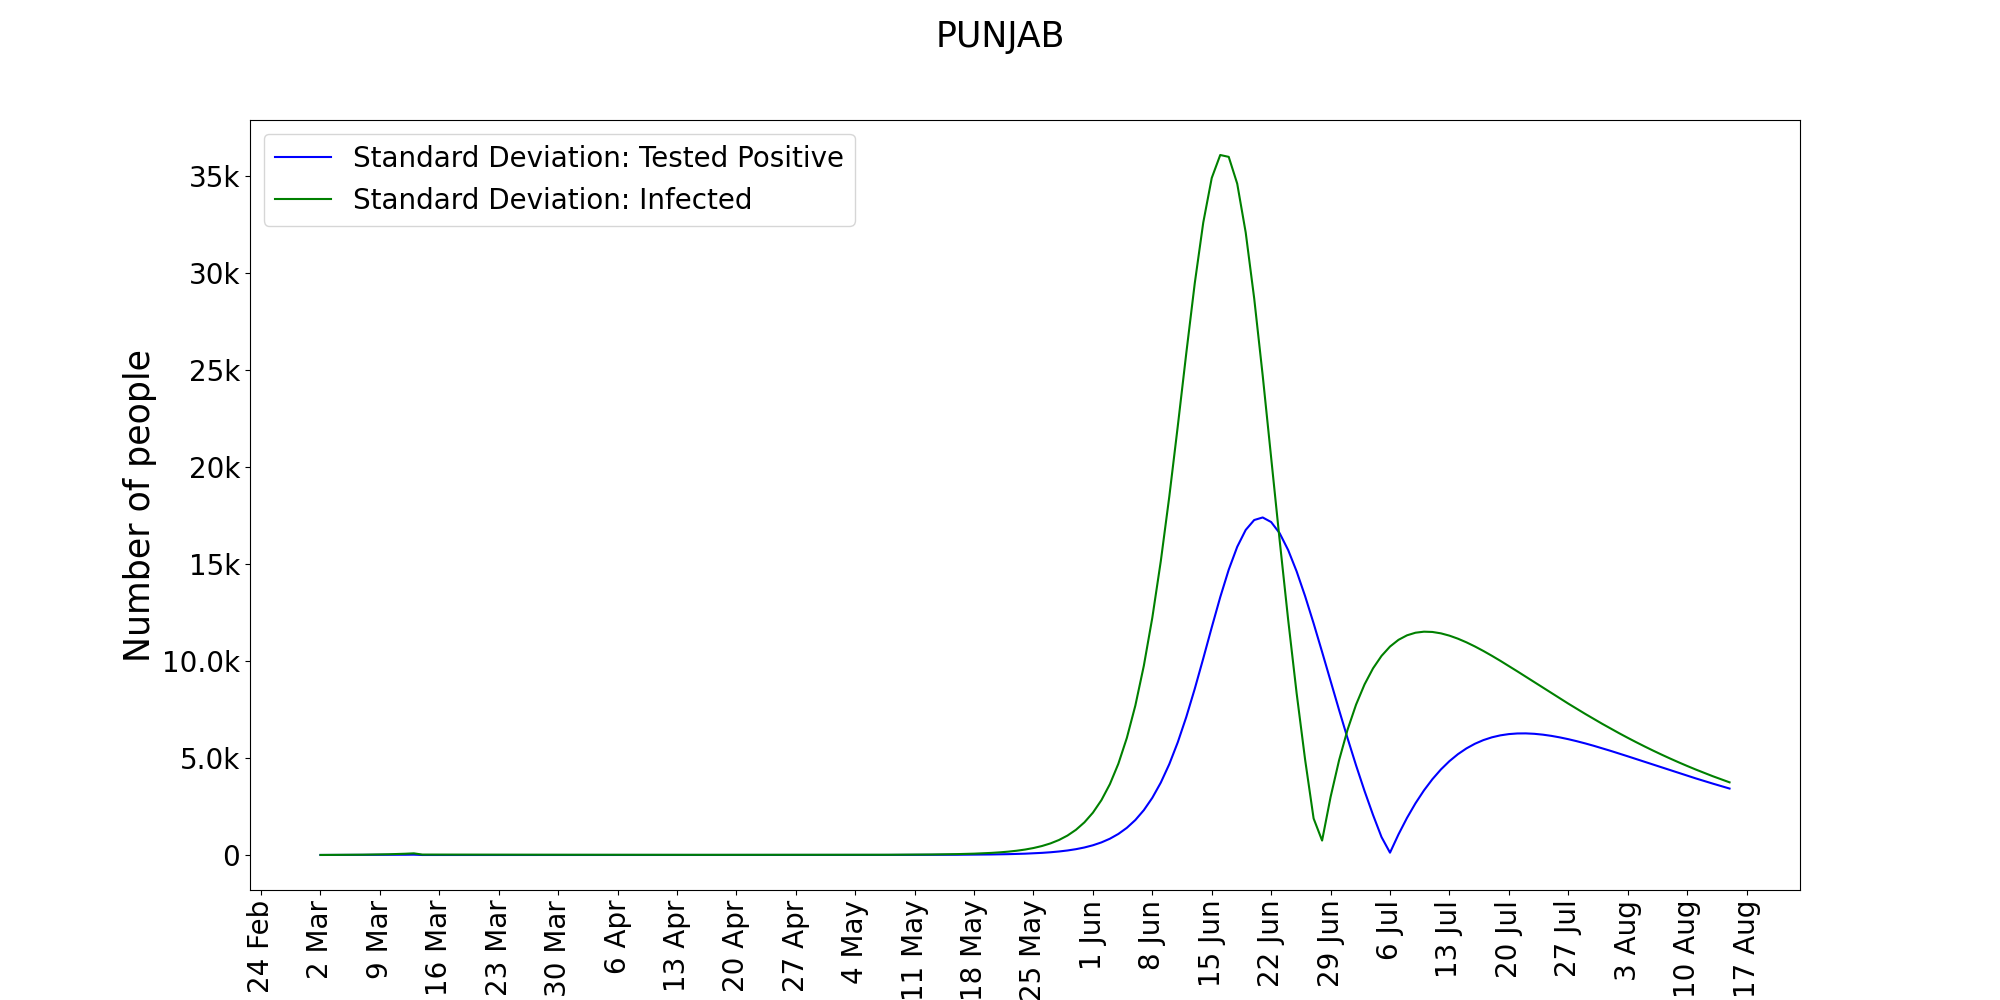 PUNJAB
Standard Deviation: Tested Positive
Standard Deviation: Infected
Number of people
35k
30k
25k
20k
15k
10.0k
5.0k
0
24 Feb
2 Mar
9 Mar
16 Mar
23 Mar
30 Mar
6 Apr
13 Apr
20 Apr
27 Apr
4 May
11 May
18 May
25 May
1 Jun
8 Jun
15 Jun
22 Jun
29 Jun
6 Jul
13 Jul
20 Jul
27 Jul
3 Aug
10 Aug
17 Aug